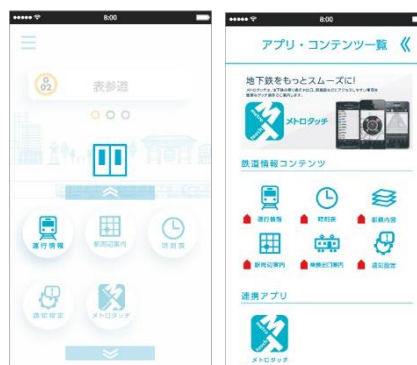 8:00
G
02
表参道
運行情報
駅周辺案内
時刻表
通知設定
メトロタッチ
8:00
アプリ・コンテンツ一覧
地下鉄をもっとスムーズに!
メトロタッチ
鉄道情報コンテンツ
運行情報
時刻表
駅構内図
駅周辺案内
乗換出口案内
通知設定
連携アプリ
メトロタッチ